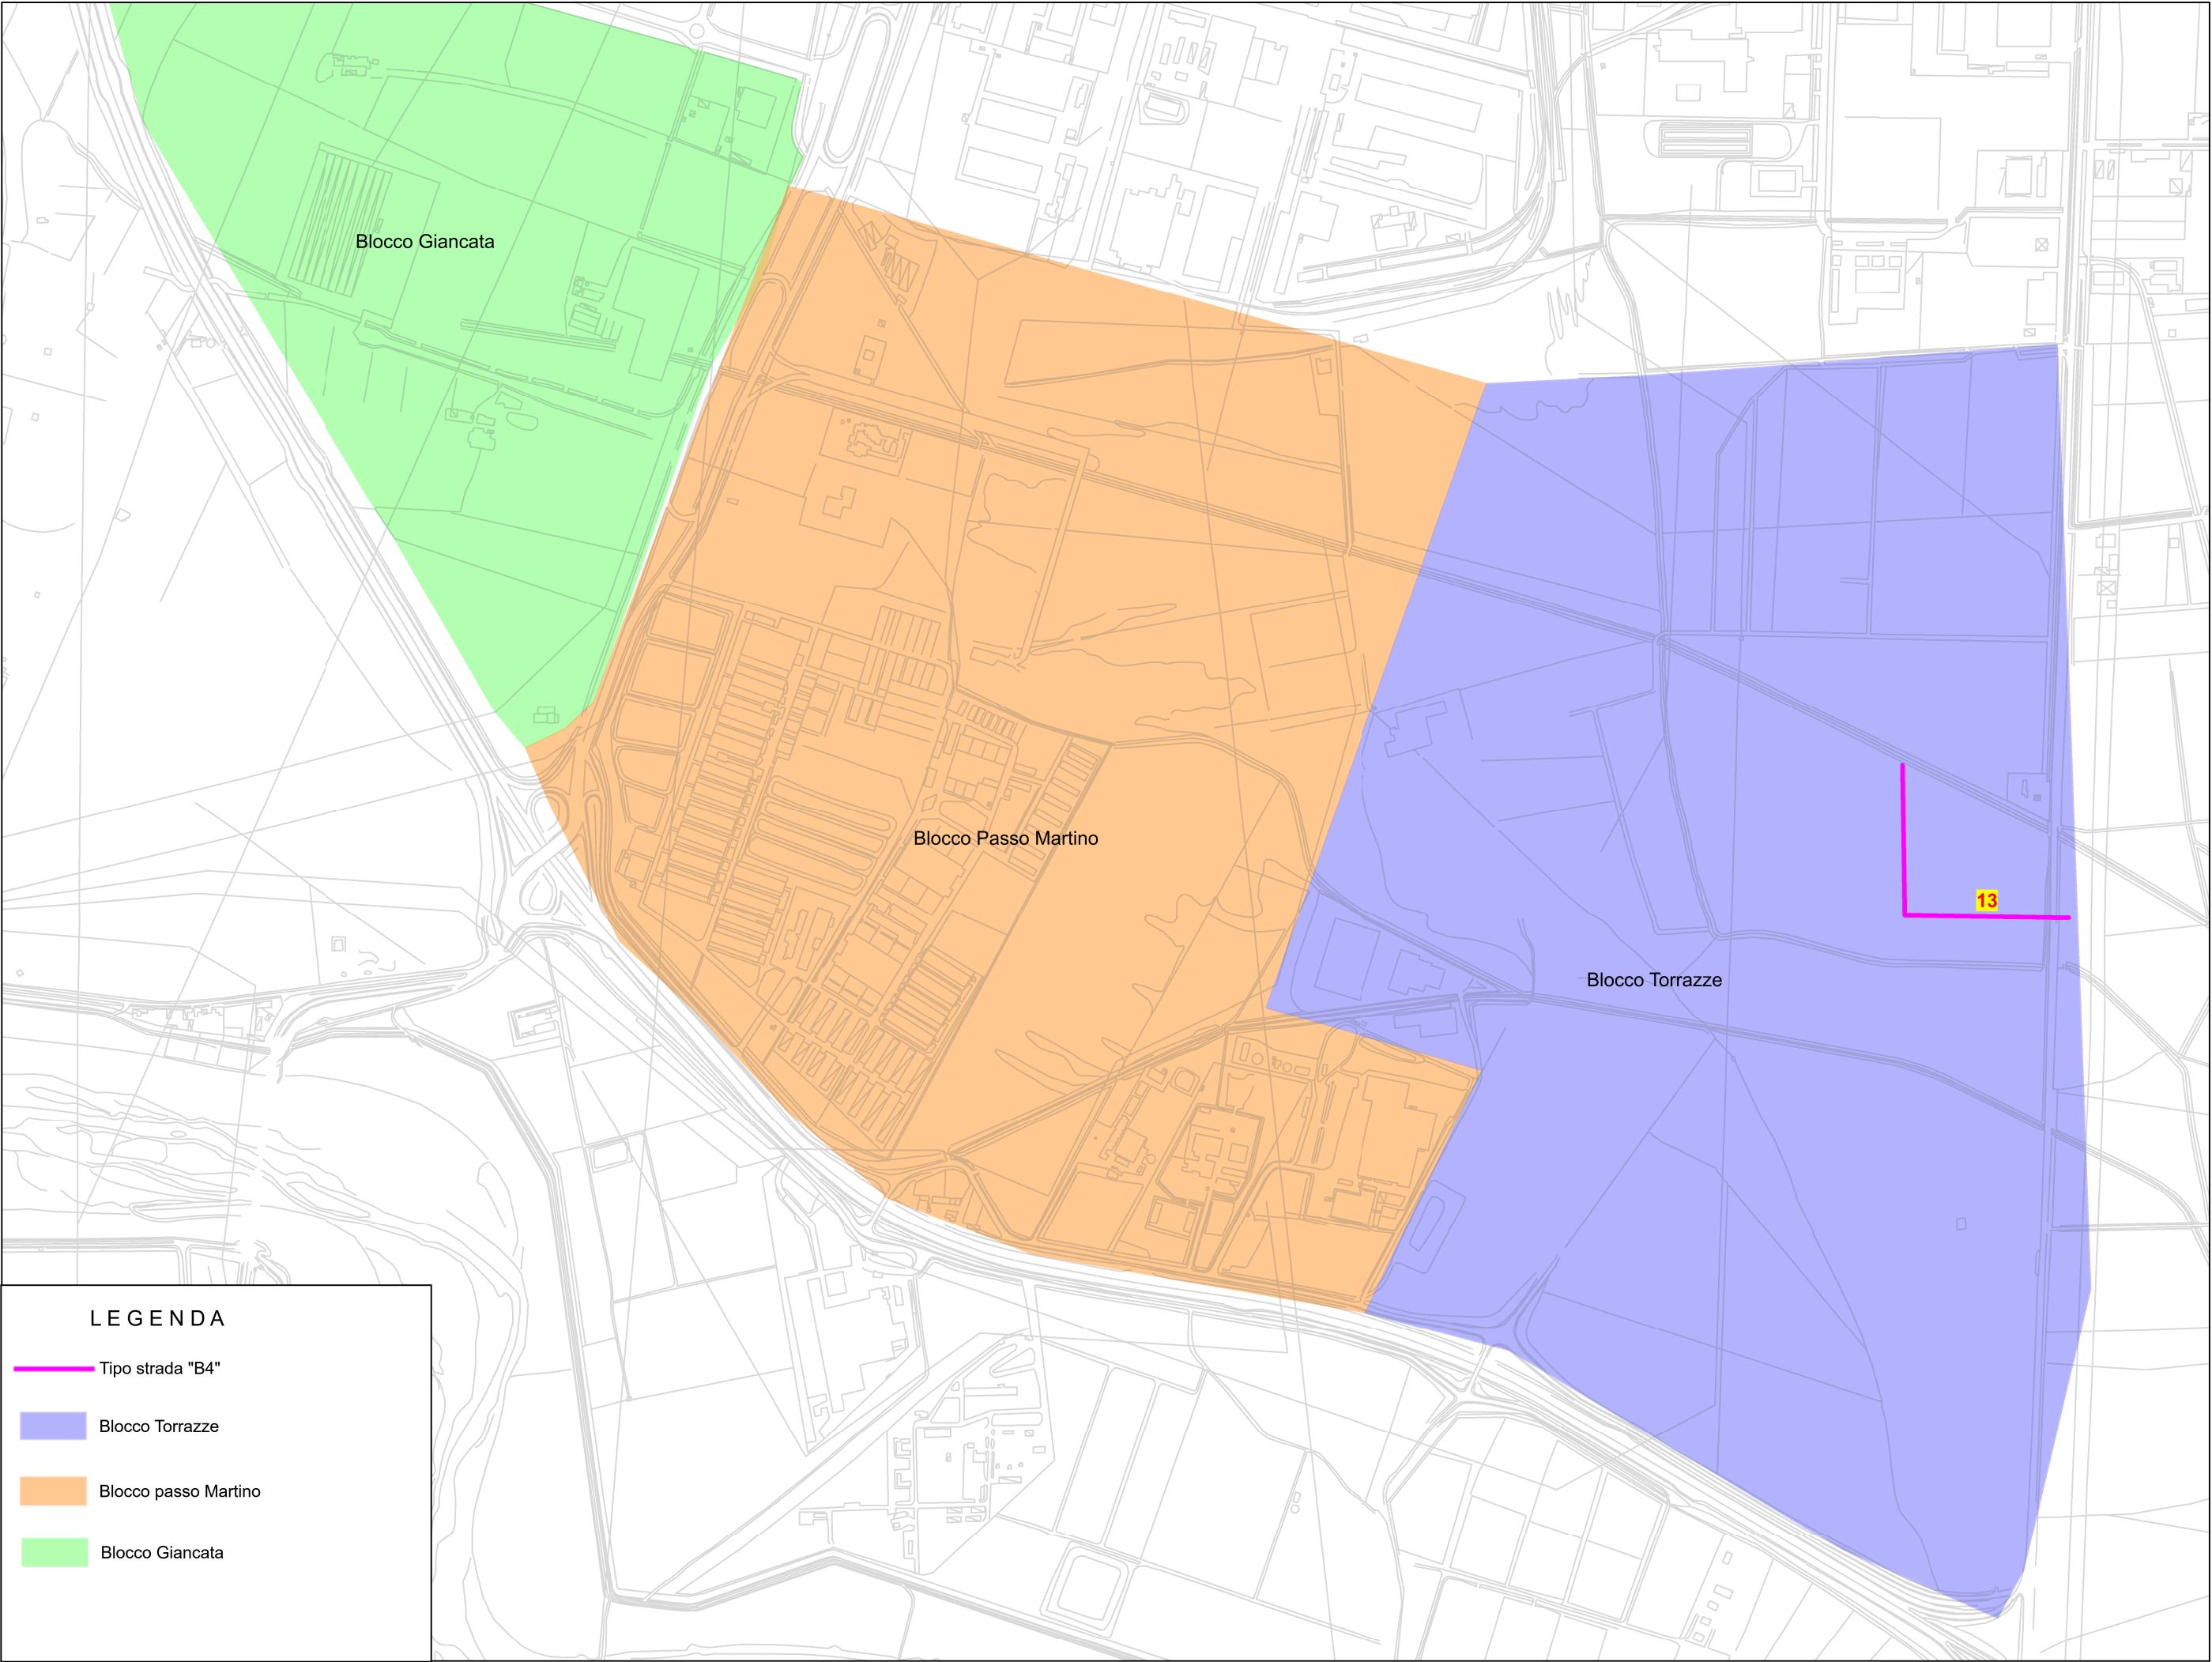 Blocco Giancata
Blocco Passo Martino
13
Blocco Torrazze
LEGENDA
Tipo strada "B4"
Blocco Torrazze
Blocco passo Martino
Blocco Giancata